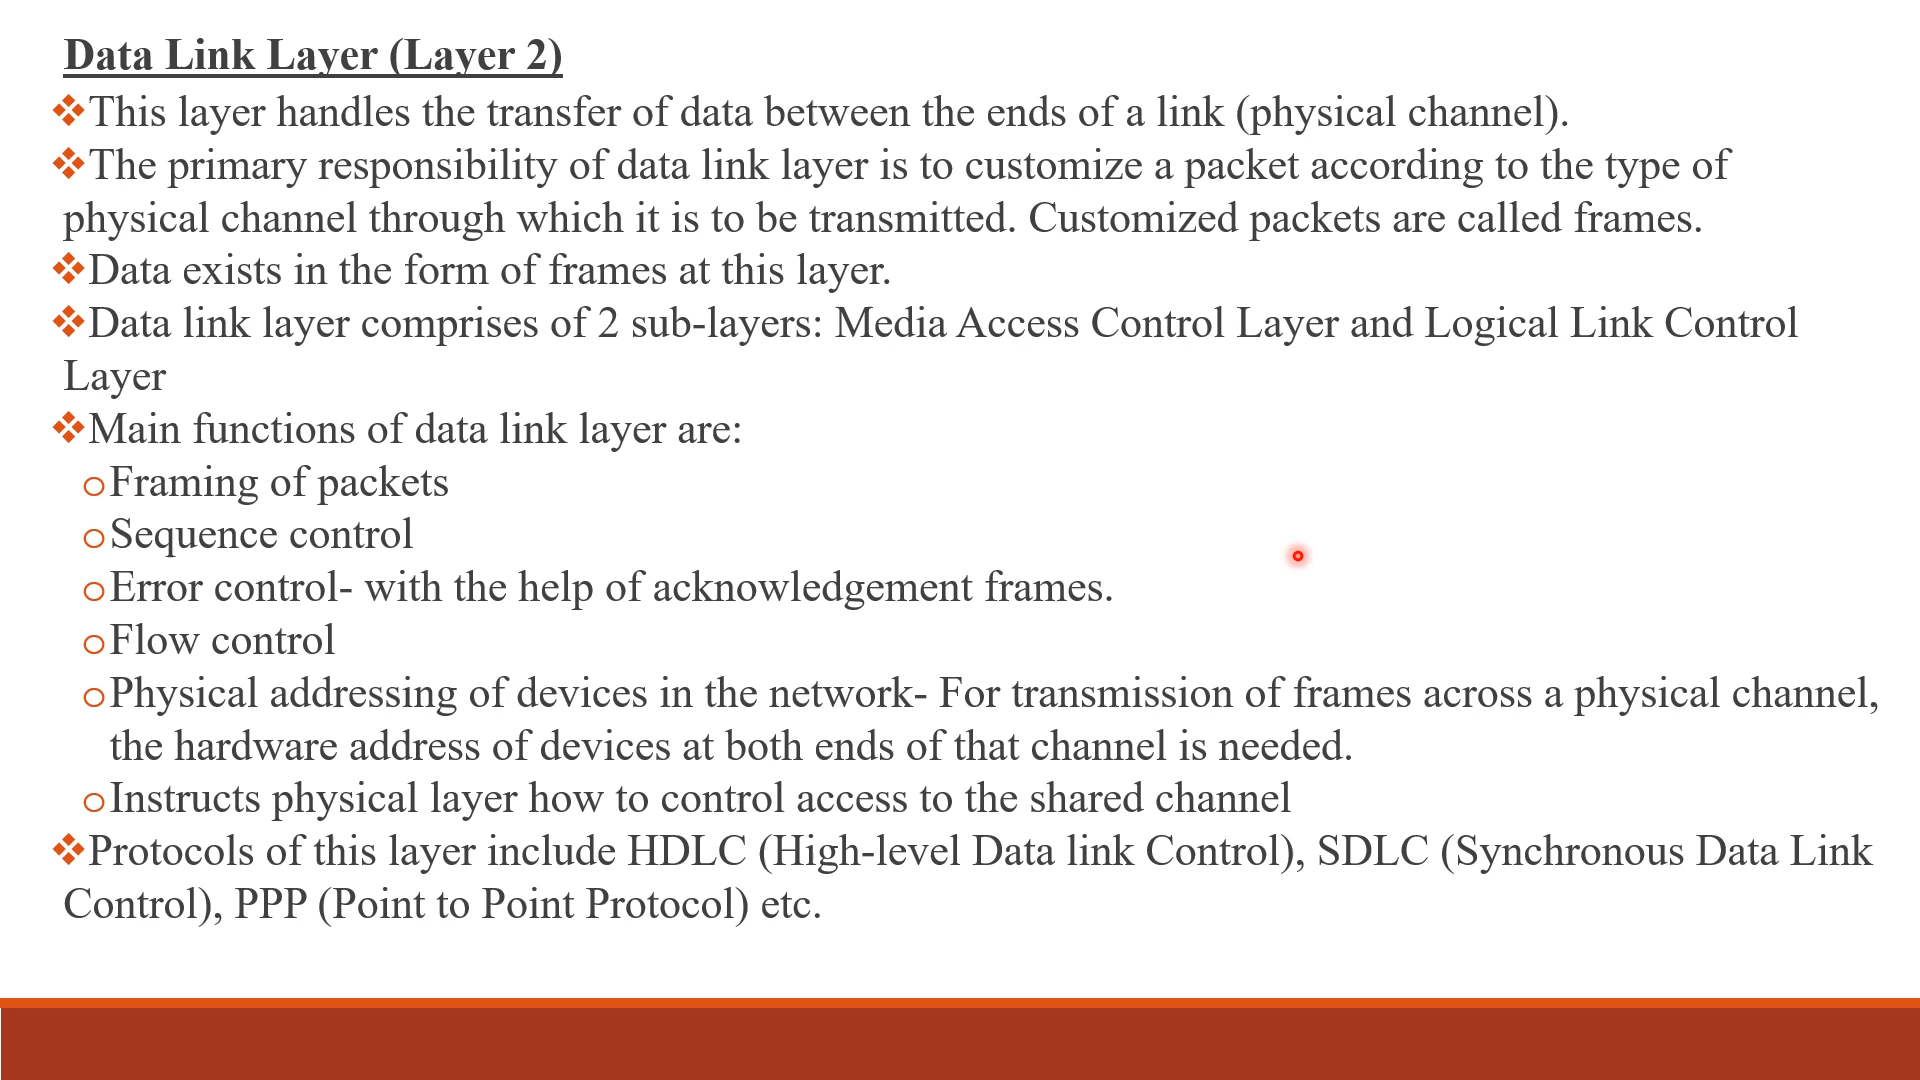 Data Link Layer (Layer 2)
❖This layer handles the transfer of data between the ends of a link (physical channel).
❖The primary responsibility of data link layer is to customize a packet according to the type of
physical channel through which it is to be transmitted. Customized packets are called frames.
❖Data exists in the form of frames at this layer.
❖Data link layer comprises of 2 sub-layers: Media Access Control Layer and Logical Link Control
Layer
❖Main functions of data link layer are:
oFraming of packets
oSequence control
oError control- with the help of acknowledgement frames.
oFlow control
oPhysical addressing of devices in the network- For transmission of frames across a physical channel,
the hardware address of devices at both ends of that channel is needed.
oInstructs physical layer how to control access to the shared channel
❖Protocols of this layer include HDLC (High-level Data link Control), SDLC (Synchronous Data Link
Control), PPP (Point to Point Protocol) etc.